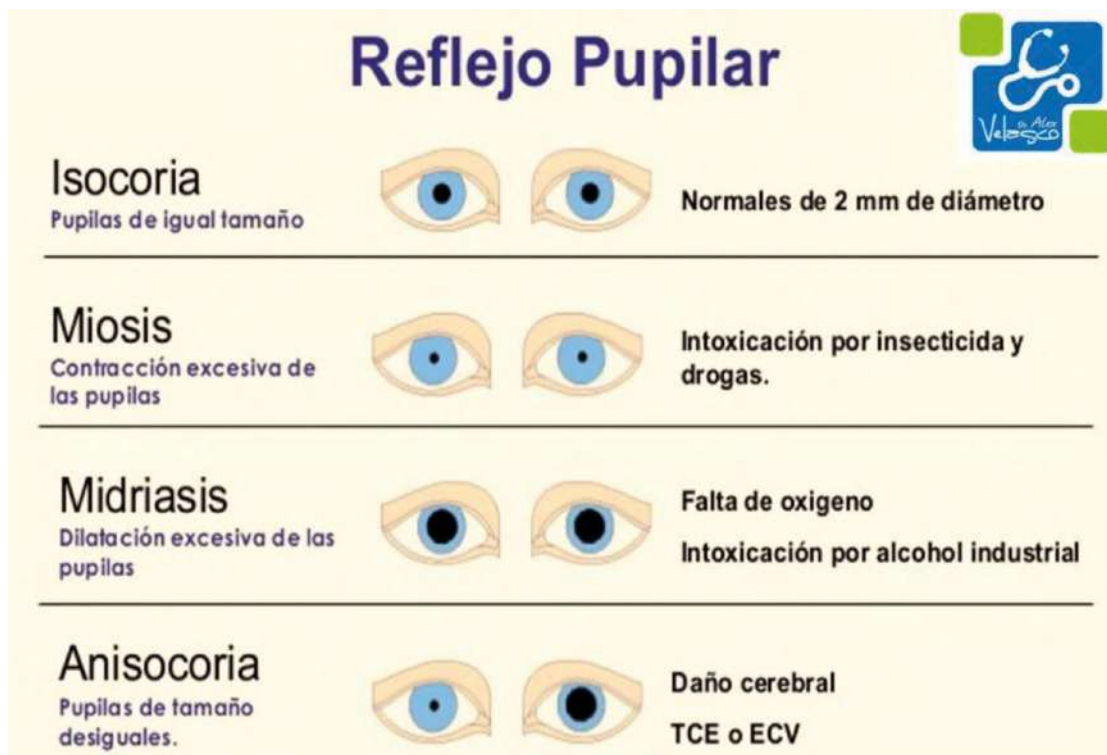 Reflejo Pupilar
Dr. Alex
Velasco
Isocoria
Pupilas de igual tamaño
Normales de 2 mm de diámetro
Miosis
Contracción excesiva de
las pupilas
Intoxicación por insecticida y
drogas.
Midriasis
Dilatación excesiva de las
pupilas
Falta de oxigeno
Intoxicación por alcohol industrial
Anisocoria
Pupilas de tamaño
desiguales.
Daño cerebral
TCE o ECV